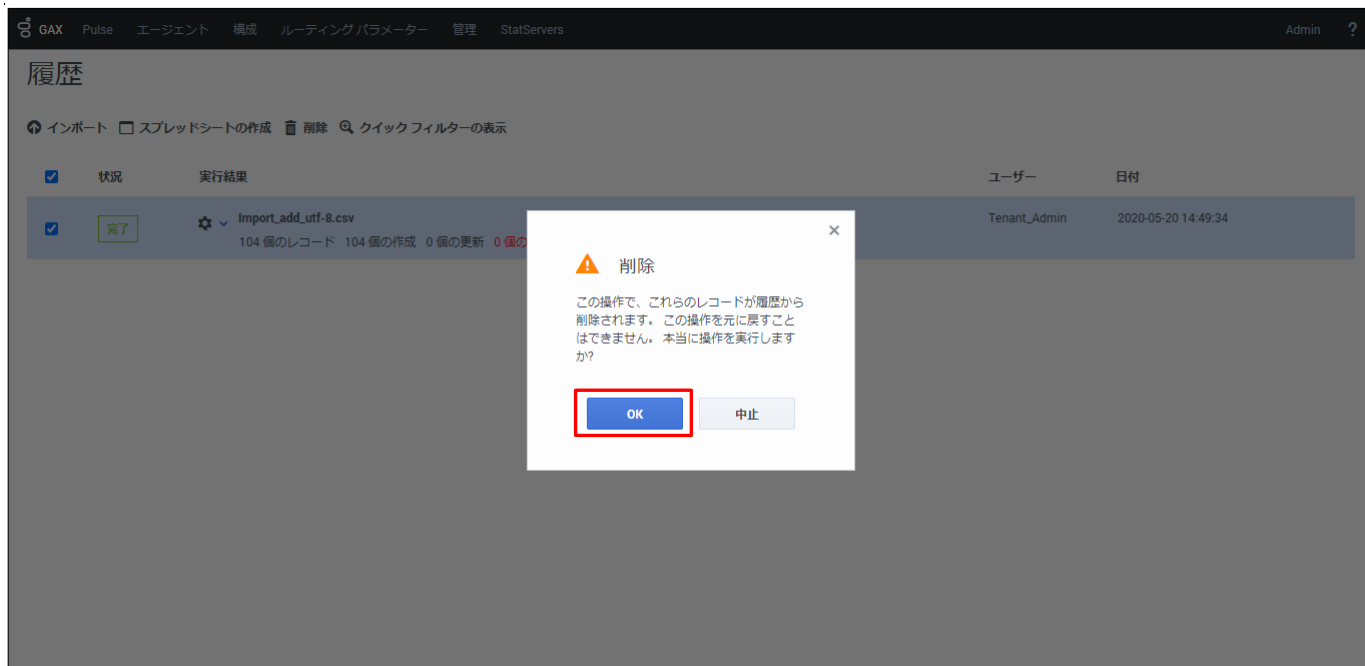 GAX Pulse エージェント 構成 ルーティング パラメーター 管理 StatServers Admin ?
履歴
インポート スプレッドシートの作成 削除 クイック フィルターの表示
状況 実行結果 ユーザー 日付
完了 Import_add_utf-8.csv Tenant_Admin 2020-05-20 14:49:34
104 個のレコード 104 個の作成 0 個の更新 0 個の
×
削除
この操作で、これらのレコードが履歴から
削除されます。 この操作を元に戻すこと
はできません。 本当に操作を実行します
か?
OK 中止